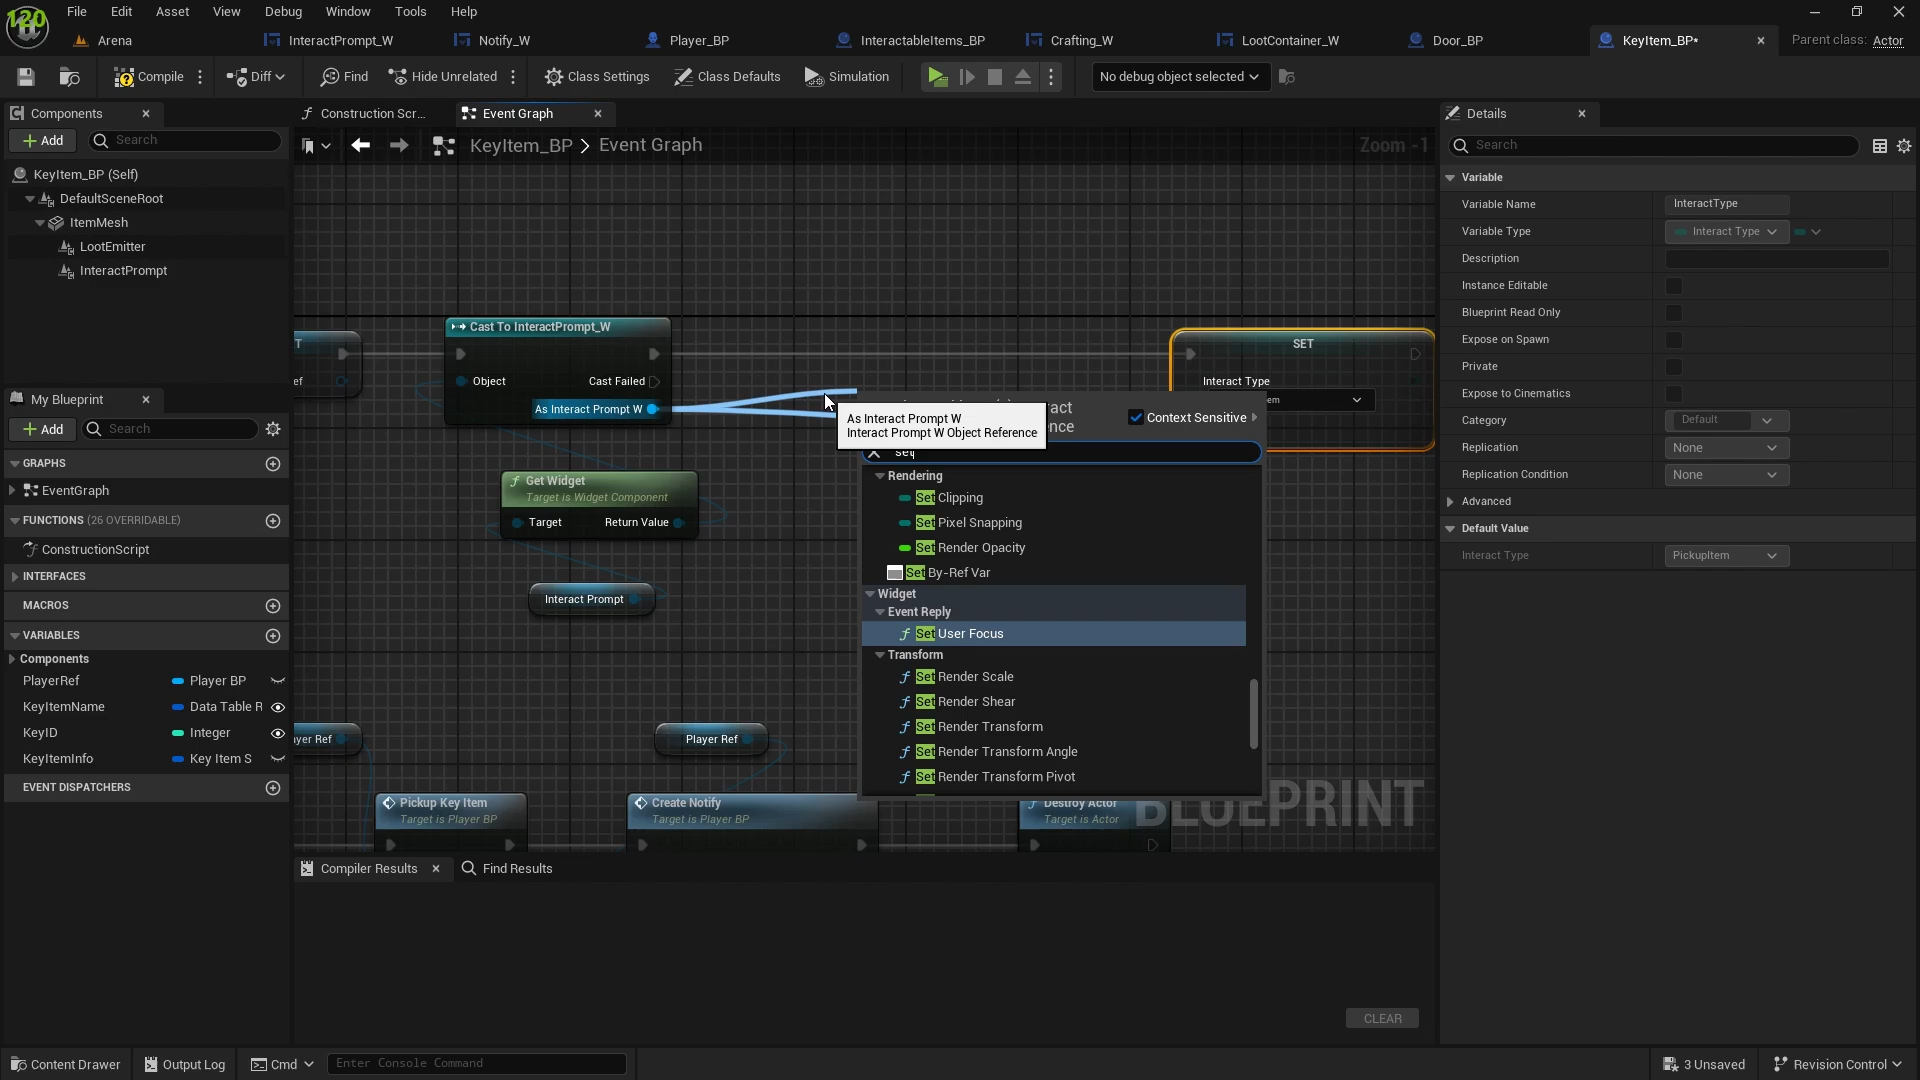 120
File Edit Asset View Debug Window Tools Help
Arena InteractPrompt_W Notify_W Player_BP InteractableItems_BP Crafting_W LootContainer_W Door_BP KeyItem_BP* Parent class: Actor
Compile Diff Find Hide Unrelated Class Settings Class Defaults Simulation No debug object selected
Components
Add Search
KeyItem_BP (Self)
DefaultSceneRoot
ItemMesh
LootEmitter
InteractPrompt
My Blueprint
Add Search
GRAPHS
EventGraph
FUNCTIONS (26 OVERRIDABLE)
ConstructionScript
INTERFACES
MACROS
VARIABLES
Components
PlayerRef Player BP
KeyItemName Data Table R
KeyID Integer
KeyItemInfo Key Item S
EVENT DISPATCHERS
Construction Scr... Event Graph
KeyItem_BP > Event Graph Zoom -1
T
ef
Cast To InteractPrompt_W
Object Cast Failed
As Interact Prompt W
Get Widget
Target is Widget Component
Target Return Value
Interact Prompt
SET
Interact Type
em
As Interact Prompt W
Interact Prompt W Object Reference
ract
nce
Context Sensitive
set
Rendering
Set Clipping
Set Pixel Snapping
Set Render Opacity
Set By-Ref Var
Widget
Event Reply
Set User Focus
Transform
Set Render Scale
Set Render Shear
Set Render Transform
Set Render Transform Angle
Set Render Transform Pivot
yer Ref
Player Ref
Pickup Key Item
Target is Player BP
Create Notify
Target is Player BP
Destroy Actor
Target is Actor
BLUEPRINT
Compiler Results Find Results
CLEAR
Details
Search
Variable
Variable Name InteractType
Variable Type Interact Type
Description
Instance Editable
Blueprint Read Only
Expose on Spawn
Private
Expose to Cinematics
Category Default
Replication None
Replication Condition None
Advanced
Default Value
Interact Type PickupItem
Content Drawer Output Log Cmd Enter Console Command 3 Unsaved Revision Control